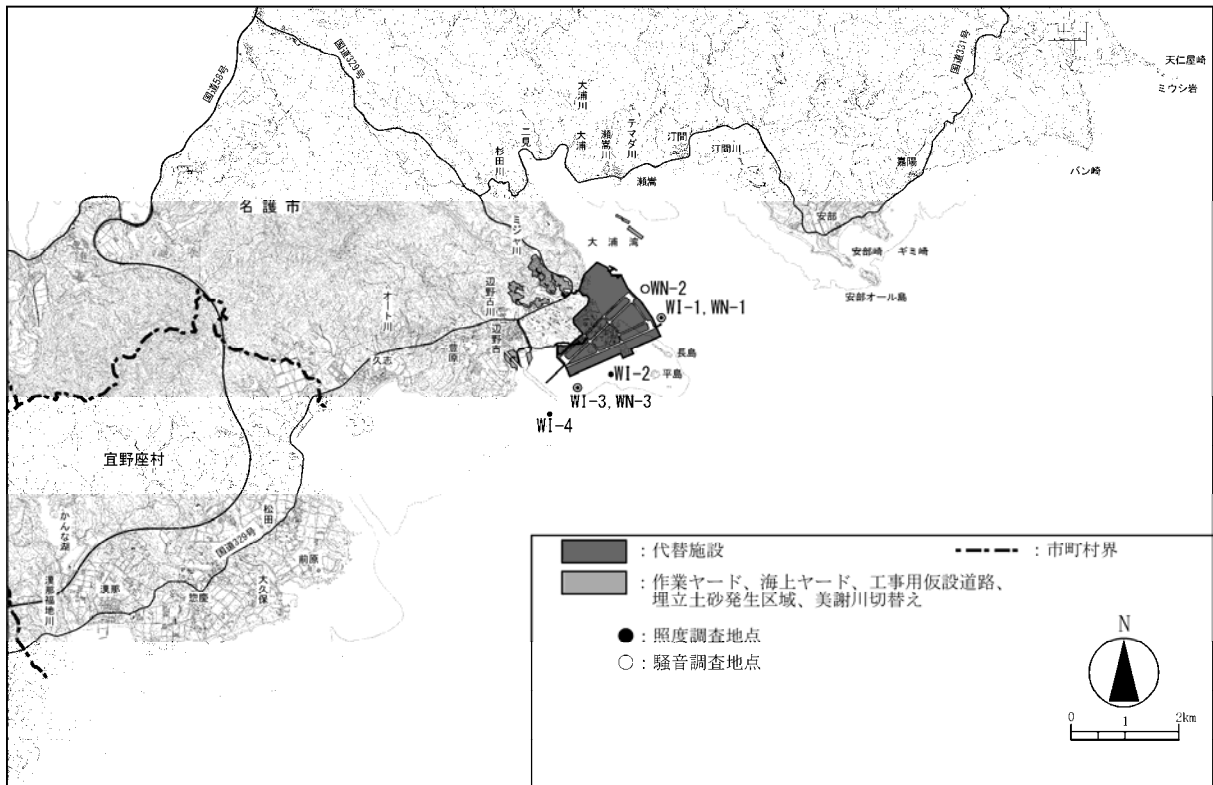 国道58号
国道329号
国道331号
天仁屋崎
ミウシ岩
バン崎
嘉陽
汀間川
汀間
テマダ川
瀬嵩川
瀬嵩
大浦川
大浦
二見
杉田川
名護市
ミジャ川
大浦湾
安部
安部崎
ギミ崎
安部オール島
辺野古川
辺野古
オート川
豊原
久志
WN-2
WI-1, WN-1
長島
平島
WI-2
WI-3, WN-3
WI-4
宜野座村
かんな湖
漢那福地川
漢那
惣慶
国道329号
松田
前原
大久保
:代替施設
:市町村界
:作業ヤード、海上ヤード、工事用仮設道路、
埋立土砂発生区域、美謝川切替え
●:照度調査地点
○:騒音調査地点
N
0 1 2km